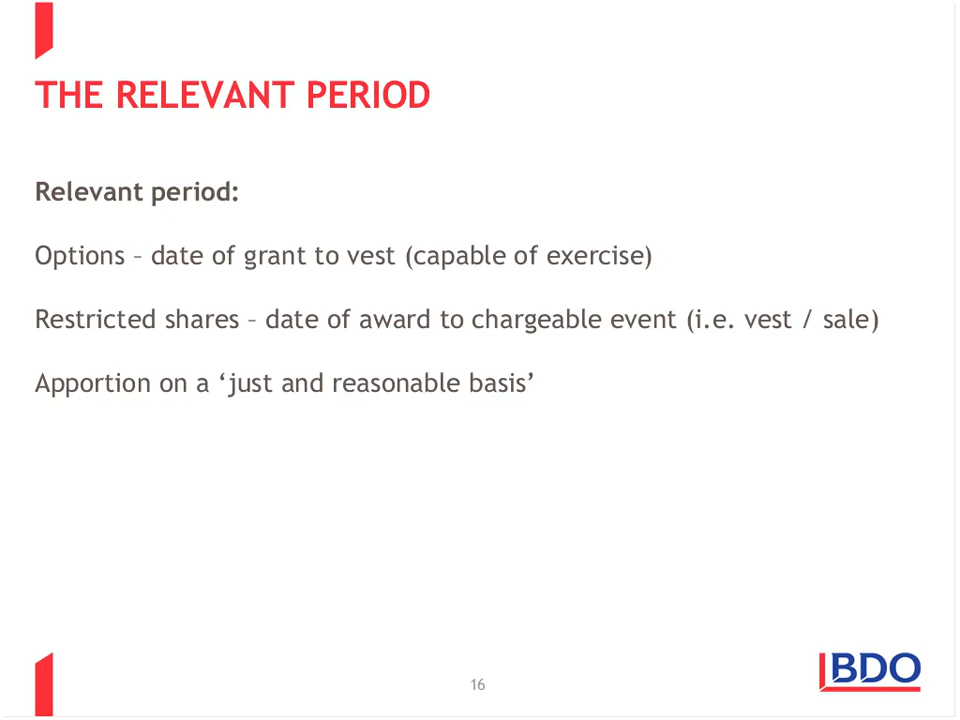 THE RELEVANT PERIOD
Relevant period:
Options – date of grant to vest (capable of exercise)
Restricted shares – date of award to chargeable event (i.e. vest / sale)
Apportion on a ‘just and reasonable basis’
16
BDO